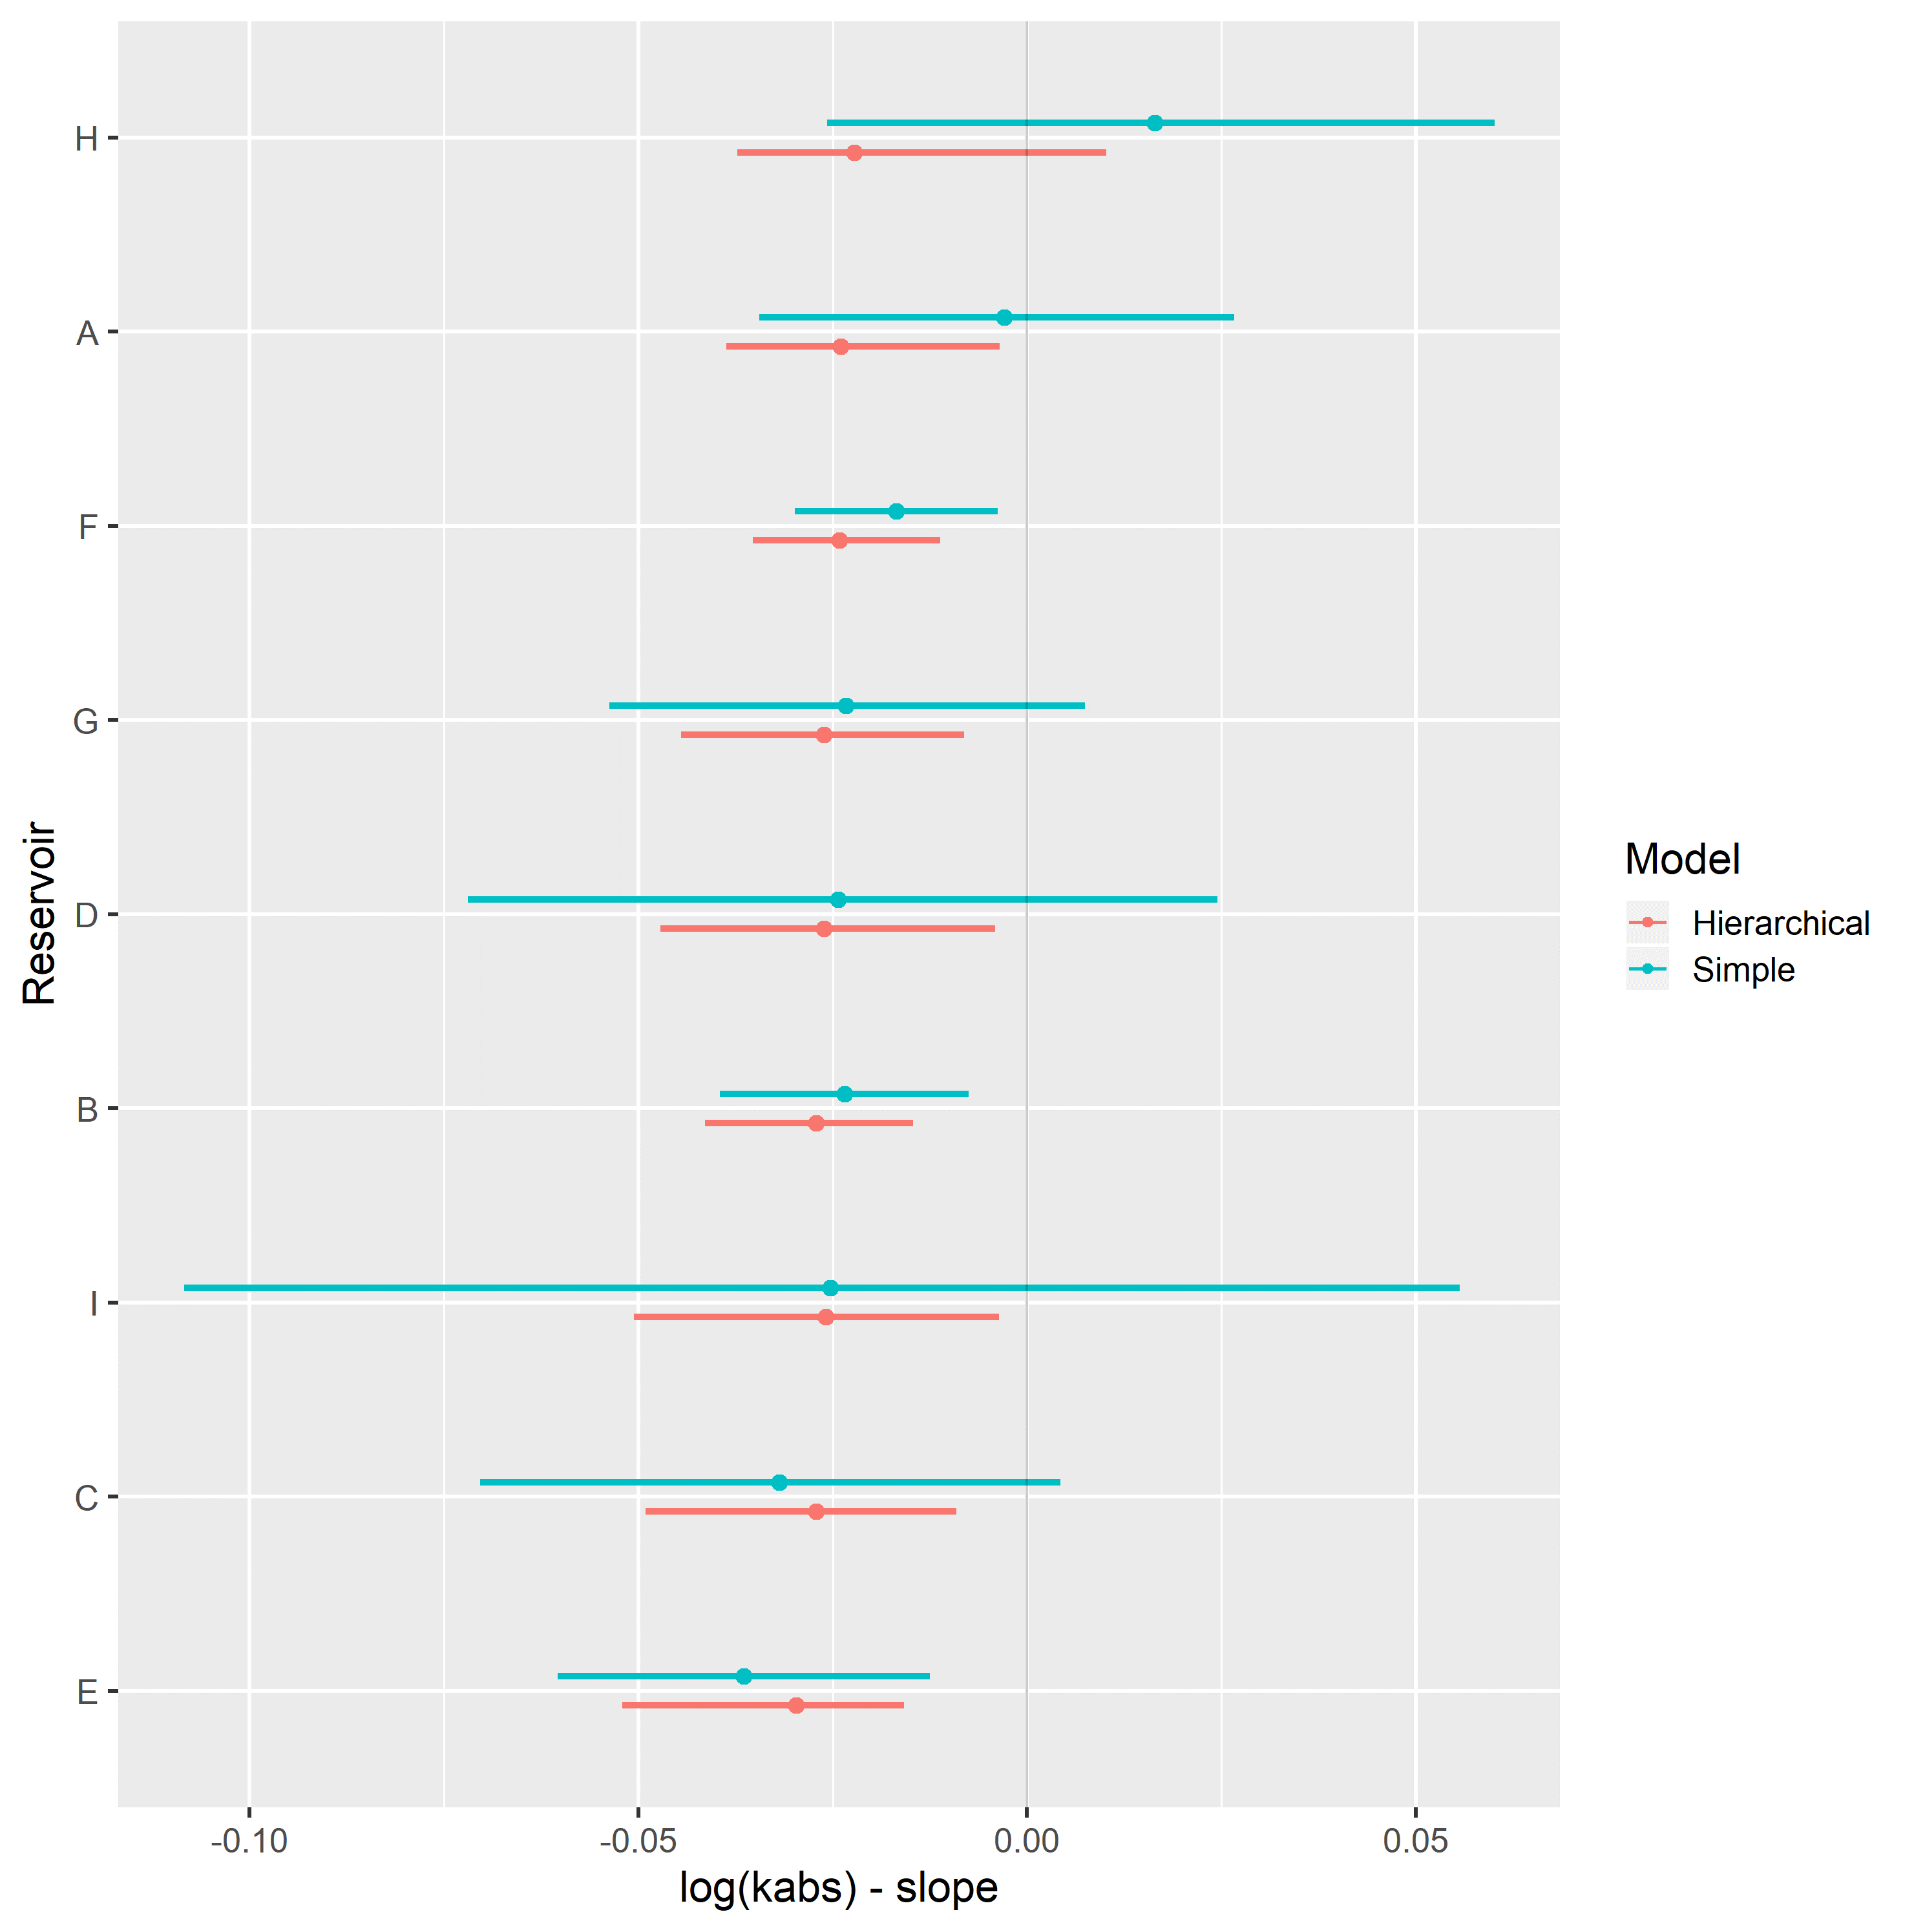 Reservoir
H
A
F
G
D
B
I
C
E
-0.10
-0.05
0.00
0.05
log(kabs) - slope
Model
Hierarchical
Simple